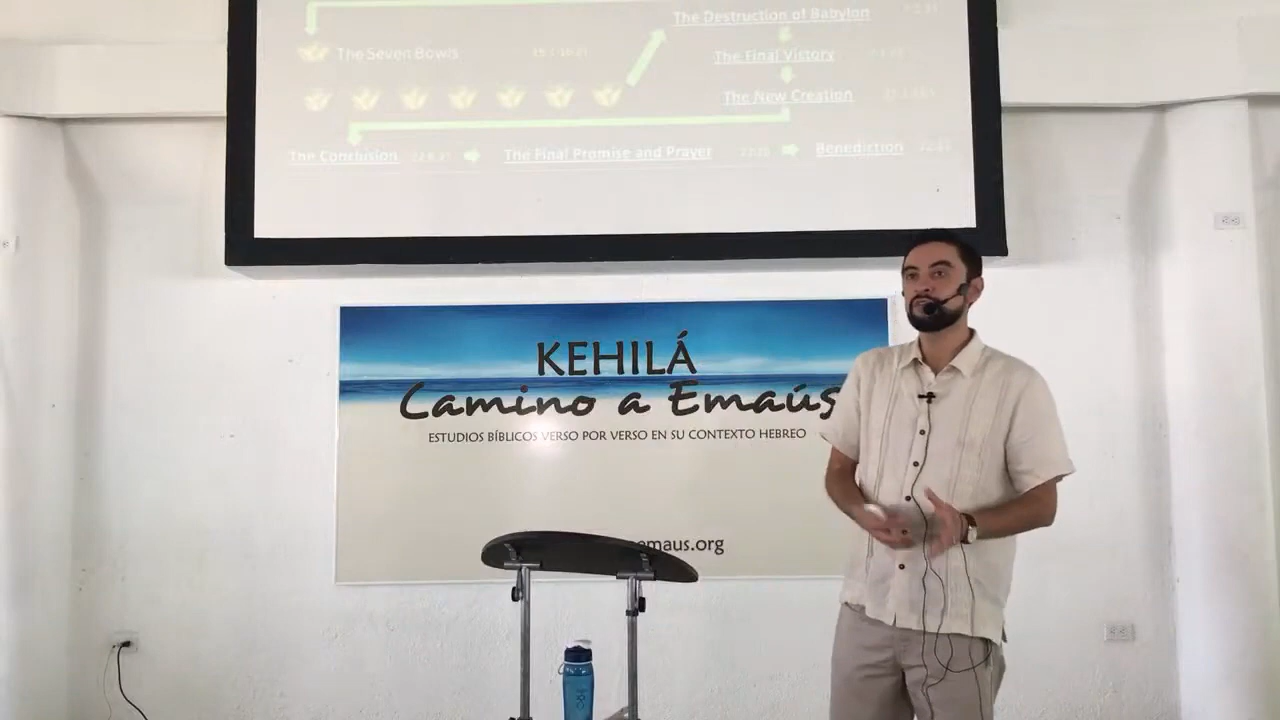 The Destruction of Babylon
The Seven Bowls
The Final Vistory
The New Creation
The Conclusion
The Final Promise and Prayer
Benediction
KEHILÁ
Camino a Emaús
ESTUDIOS BÍBLICOS VERSO POR VERSO EN SU CONTEXTO HEBREO
emaus.org